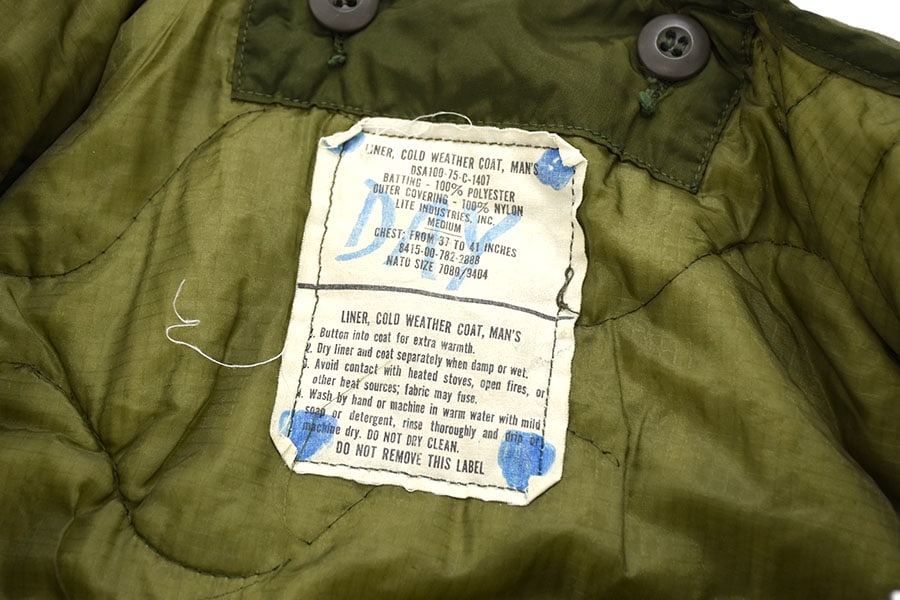 LINER, COLD WEATHER COAT, MAN'S
DSA100-75-C-1407
BATTING - 100% POLYESTER
OUTER COVERING - 100% NYLON
LITE INDUSTRIES, INC.
MEDIUM
CHEST: FROM 37 TO 41 INCHES
8415-00-782-2888
NATO SIZE 7080/9404
DAY
LINER, COLD WEATHER COAT, MAN'S
1. Button into coat for extra warmth.
2. Dry liner and coat separately when damp or wet.
3. Avoid contact with heated stoves, open fires, or
other heat sources; fabric may fuse.
4. Wash by hand or machine in warm water with mild
soap or detergent, rinse thoroughly and drip or
machine dry. DO NOT DRY CLEAN.
DO NOT REMOVE THIS LABEL